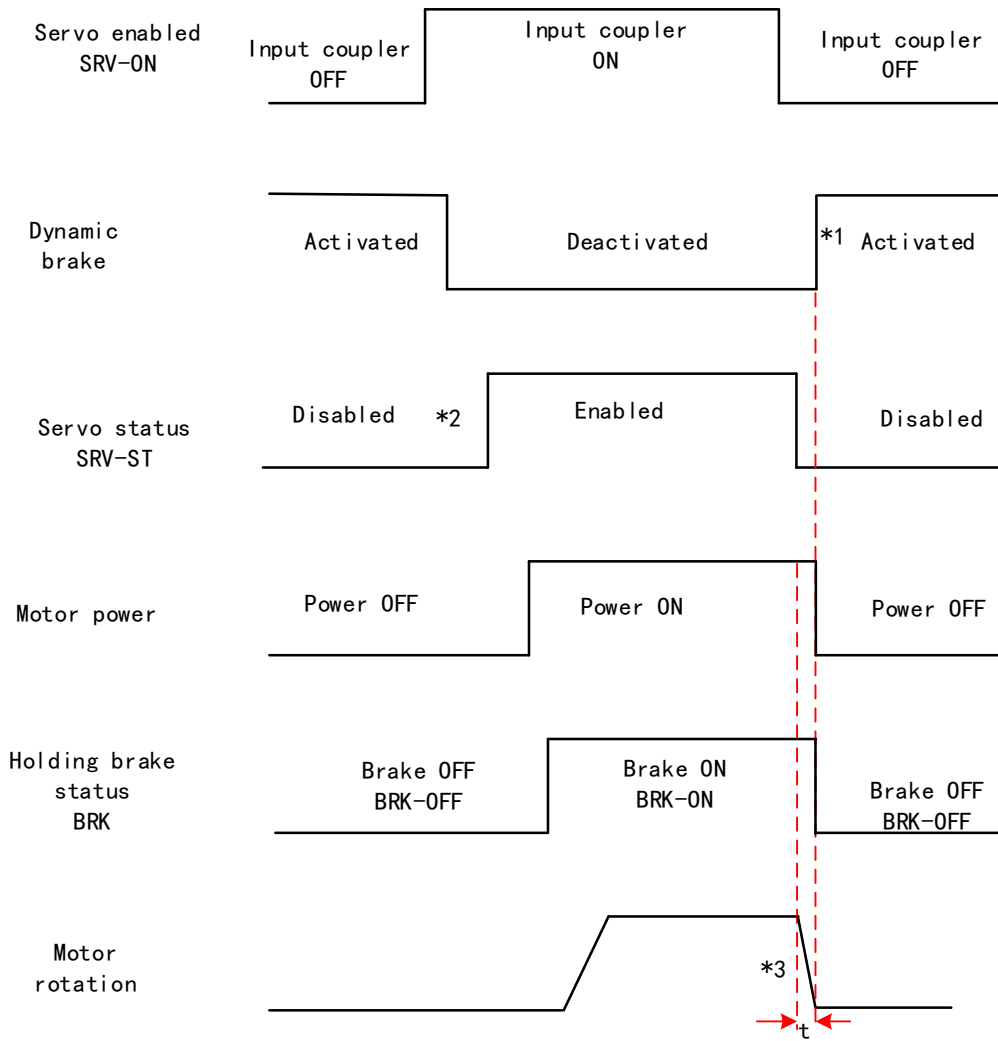 Servo enabled
SRV-ON
Input coupler
OFF
Input coupler
ON
Input coupler
OFF
Dynamic
brake
Activated
Deactivated
*1
Activated
Servo status
SRV-ST
Disabled
*2
Enabled
Disabled
Motor power
Power OFF
Power ON
Power OFF
Holding brake
status
BRK
Brake OFF
BRK-OFF
Brake ON
BRK-ON
Brake OFF
BRK-OFF
Motor
rotation
*3
t